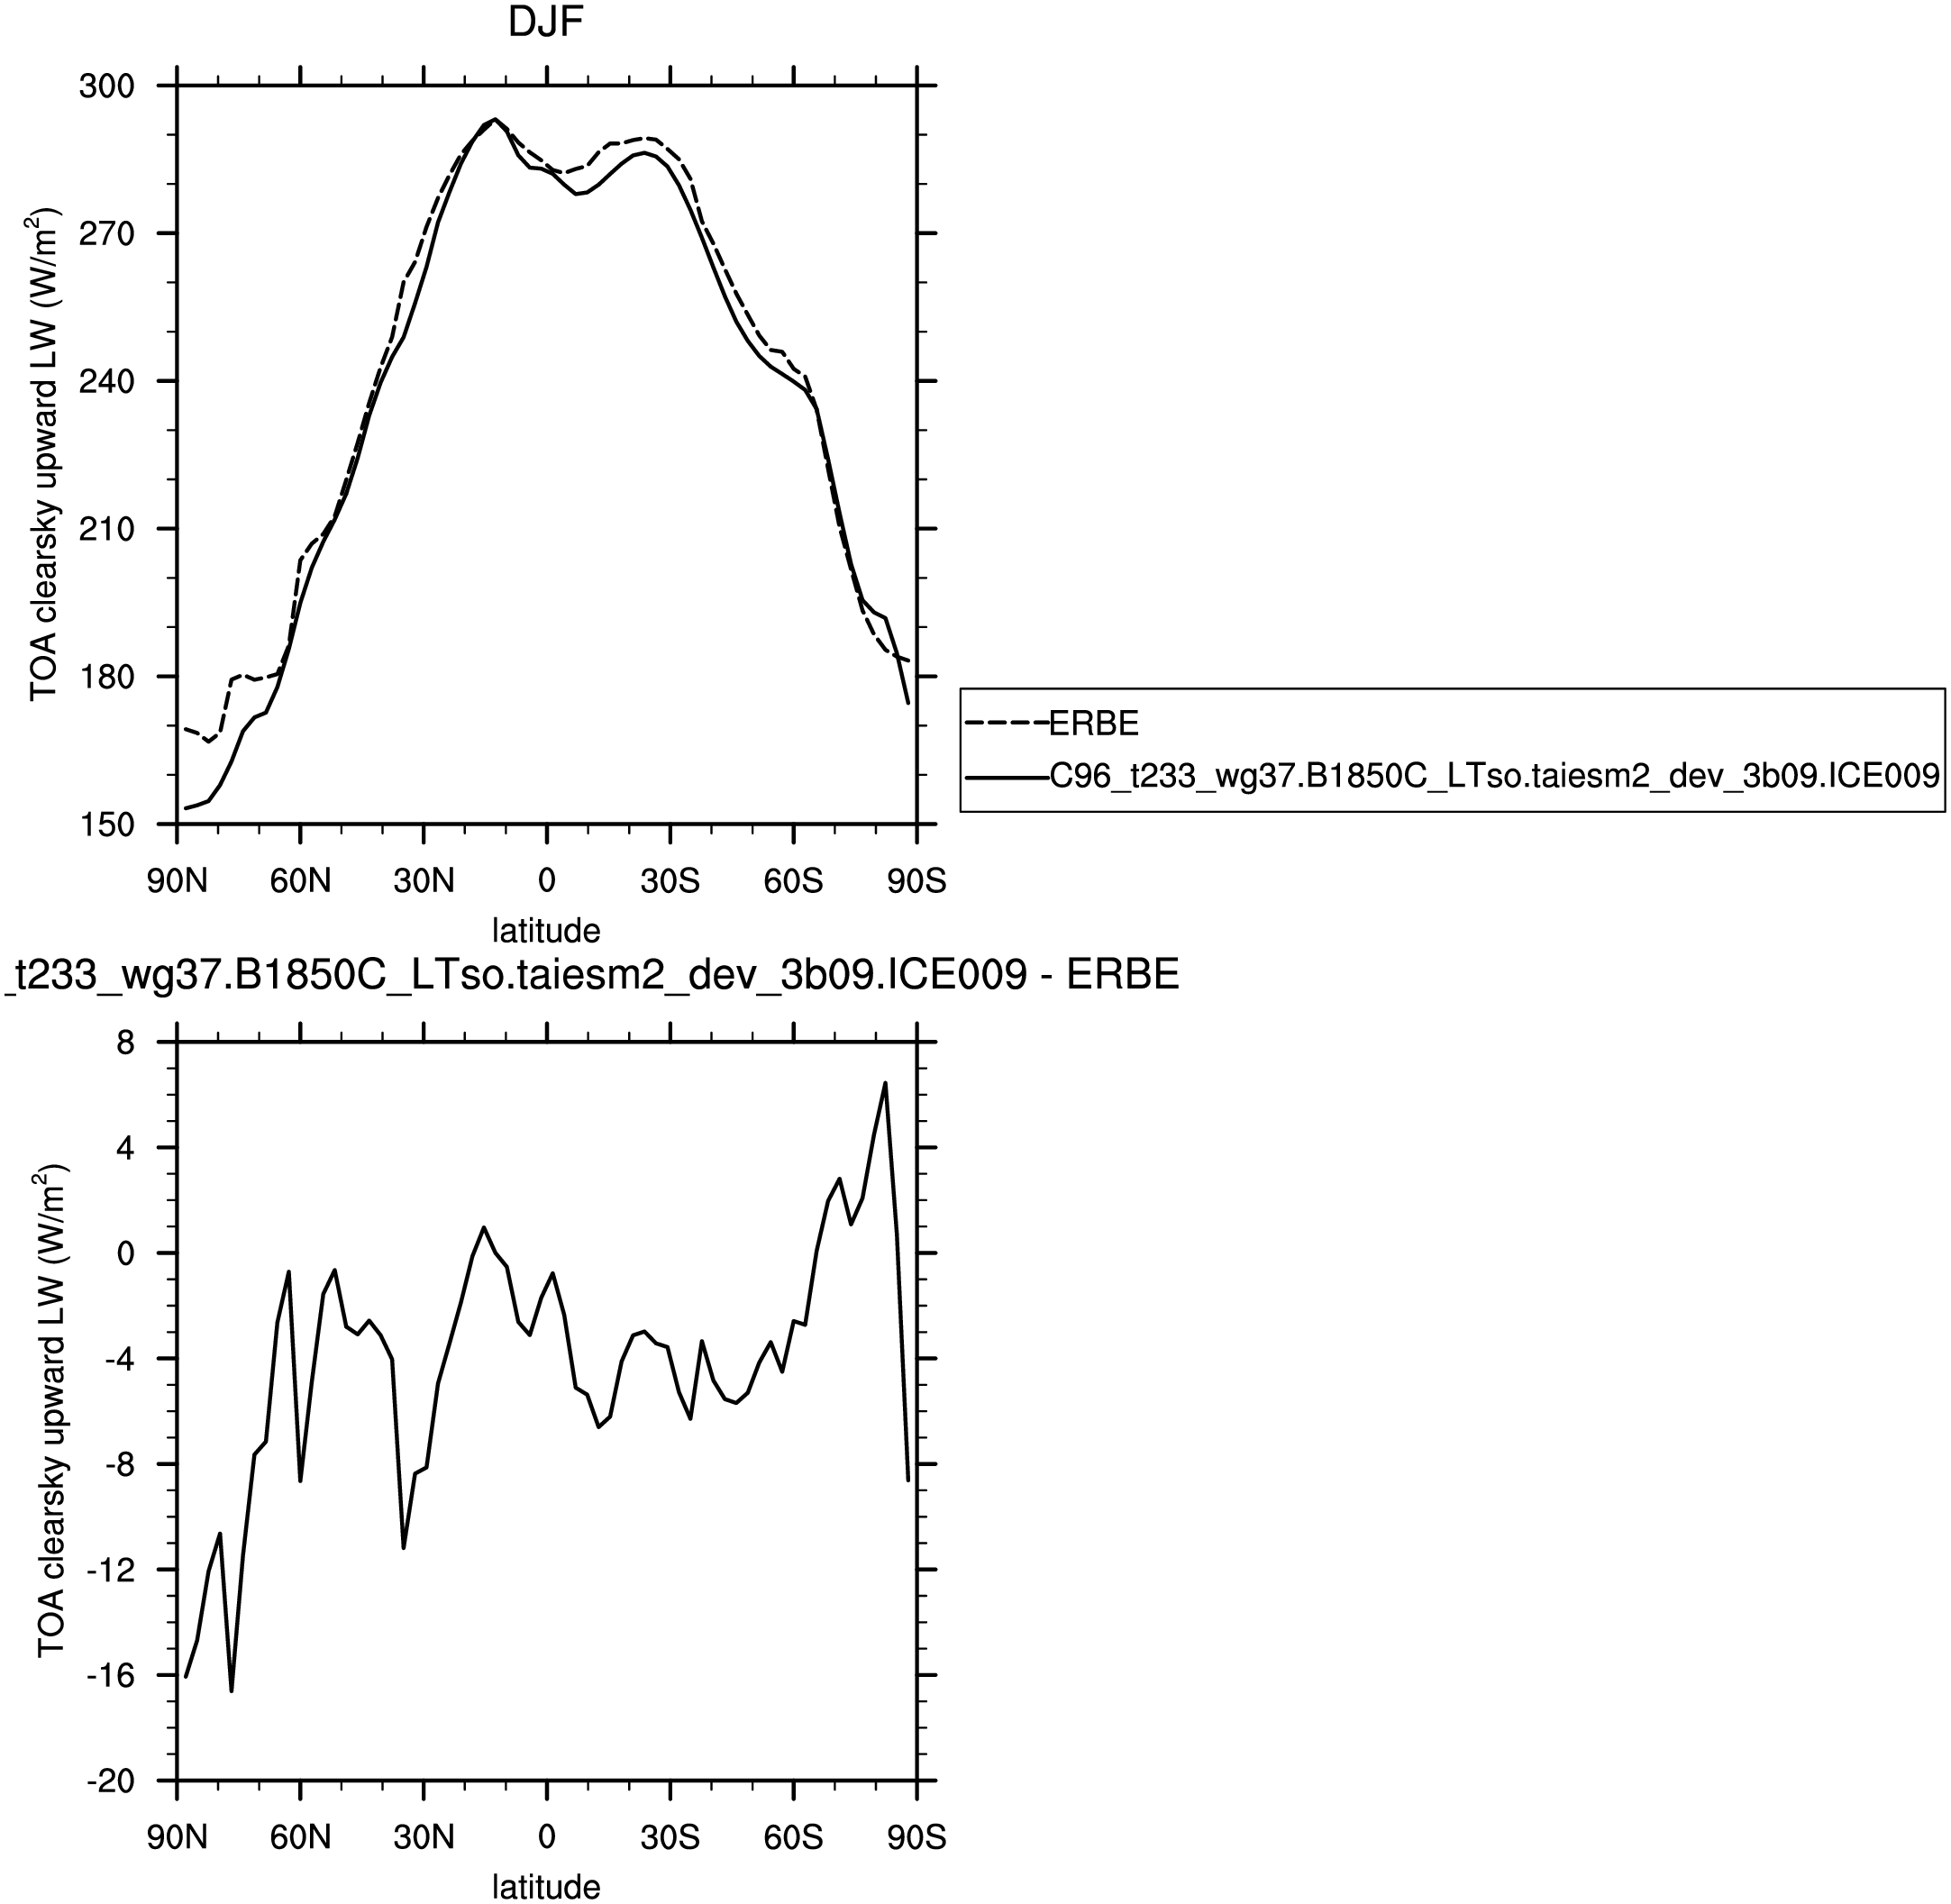 DJF
TOA clearsky upward LW (W/m²)
300
270
240
210
180
150
90N 60N 30N 0 30S 60S 90S
latitude
ERBE
C96_t233_wg37.B1850C_LTso.taiesm2_dev_3b09.ICE009
_t233_wg37.B1850C_LTso.taiesm2_dev_3b09.ICE009 - ERBE
TOA clearsky upward LW (W/m²)
8
4
0
-4
-8
-12
-16
-20
90N 60N 30N 0 30S 60S 90S
latitude